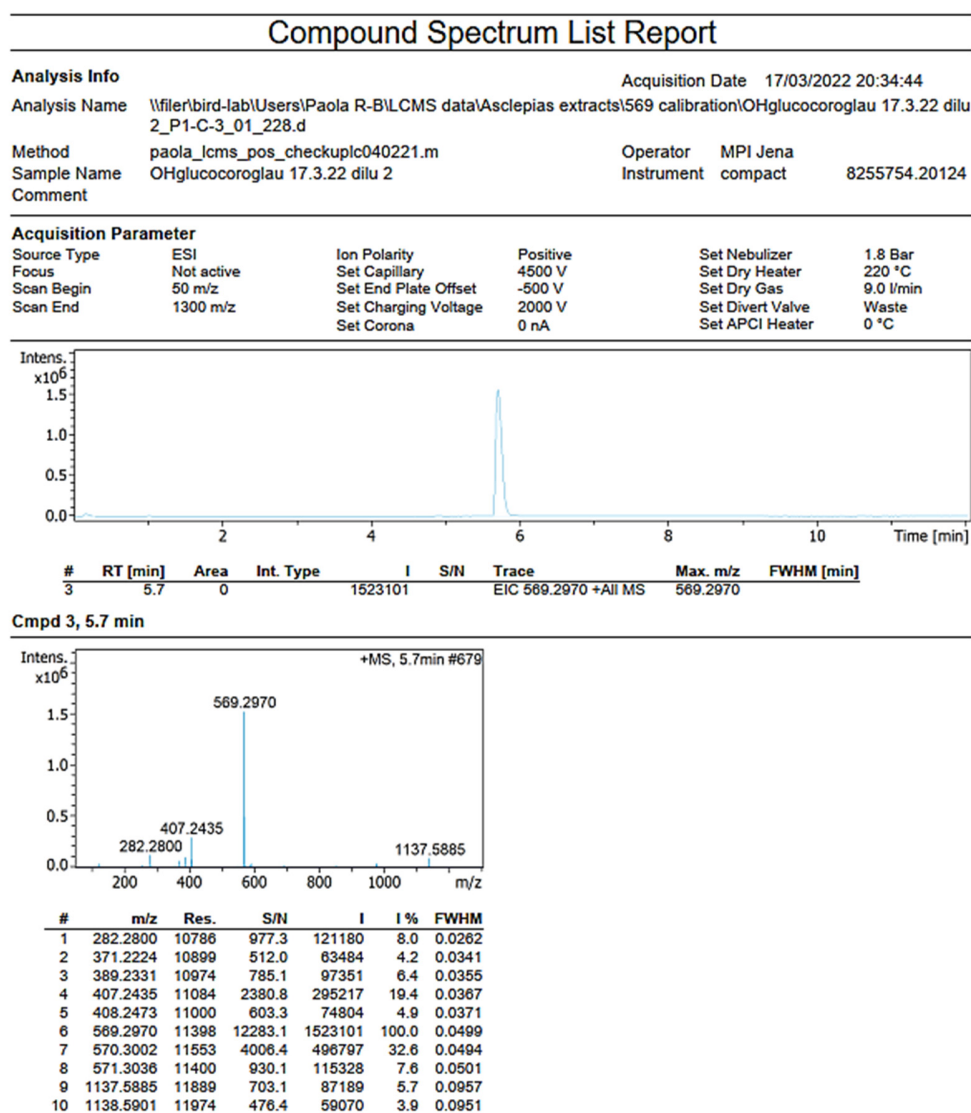 Compound Spectrum List Report
Analysis Info
Acquisition Date 17/03/2022 20:34:44
Analysis Name \\filer\bird-lab\Users\Paola R-B\LCMS data\Asclepias extracts\569 calibration\OHglucocoroglau 17.3.22 dilu
2_P1-C-3_01_228.d
Method paola_lcms_pos_checkuplc040221.m Operator MPI Jena
Sample Name OHglucocoroglau 17.3.22 dilu 2 Instrument compact 8255754.20124
Comment
Acquisition Parameter
Source Type ESI Ion Polarity Positive Set Nebulizer 1.8 Bar
Focus Not active Set Capillary 4500 V Set Dry Heater 220 °C
Scan Begin 50 m/z Set End Plate Offset -500 V Set Dry Gas 9.0 l/min
Scan End 1300 m/z Set Charging Voltage 2000 V Set Divert Valve Waste
Set Corona 0 nA Set APCI Heater 0 °C
Intens.
x10⁶
1.5
1.0
0.5
0.0
2 4 6 8 10 Time [min]
# RT [min] Area Int. Type I S/N Trace Max. m/z FWHM [min]
3 5.7 0 1523101 EIC 569.2970 +All MS 569.2970
Cmpd 3, 5.7 min
Intens.
x10⁶
+MS, 5.7min #679
569.2970
1.5
1.0
0.5
407.2435
282.2800
1137.5885
0.0
200 400 600 800 1000 m/z
# m/z Res. S/N I I % FWHM
1 282.2800 10786 977.3 121180 8.0 0.0262
2 371.2224 10899 512.0 63484 4.2 0.0341
3 389.2331 10974 785.1 97351 6.4 0.0355
4 407.2435 11084 2380.8 295217 19.4 0.0367
5 408.2473 11000 603.3 74804 4.9 0.0371
6 569.2970 11398 12283.1 1523101 100.0 0.0499
7 570.3002 11553 4006.4 496797 32.6 0.0494
8 571.3036 11400 930.1 115328 7.6 0.0501
9 1137.5885 11889 703.1 87189 5.7 0.0957
10 1138.5901 11974 476.4 59070 3.9 0.0951